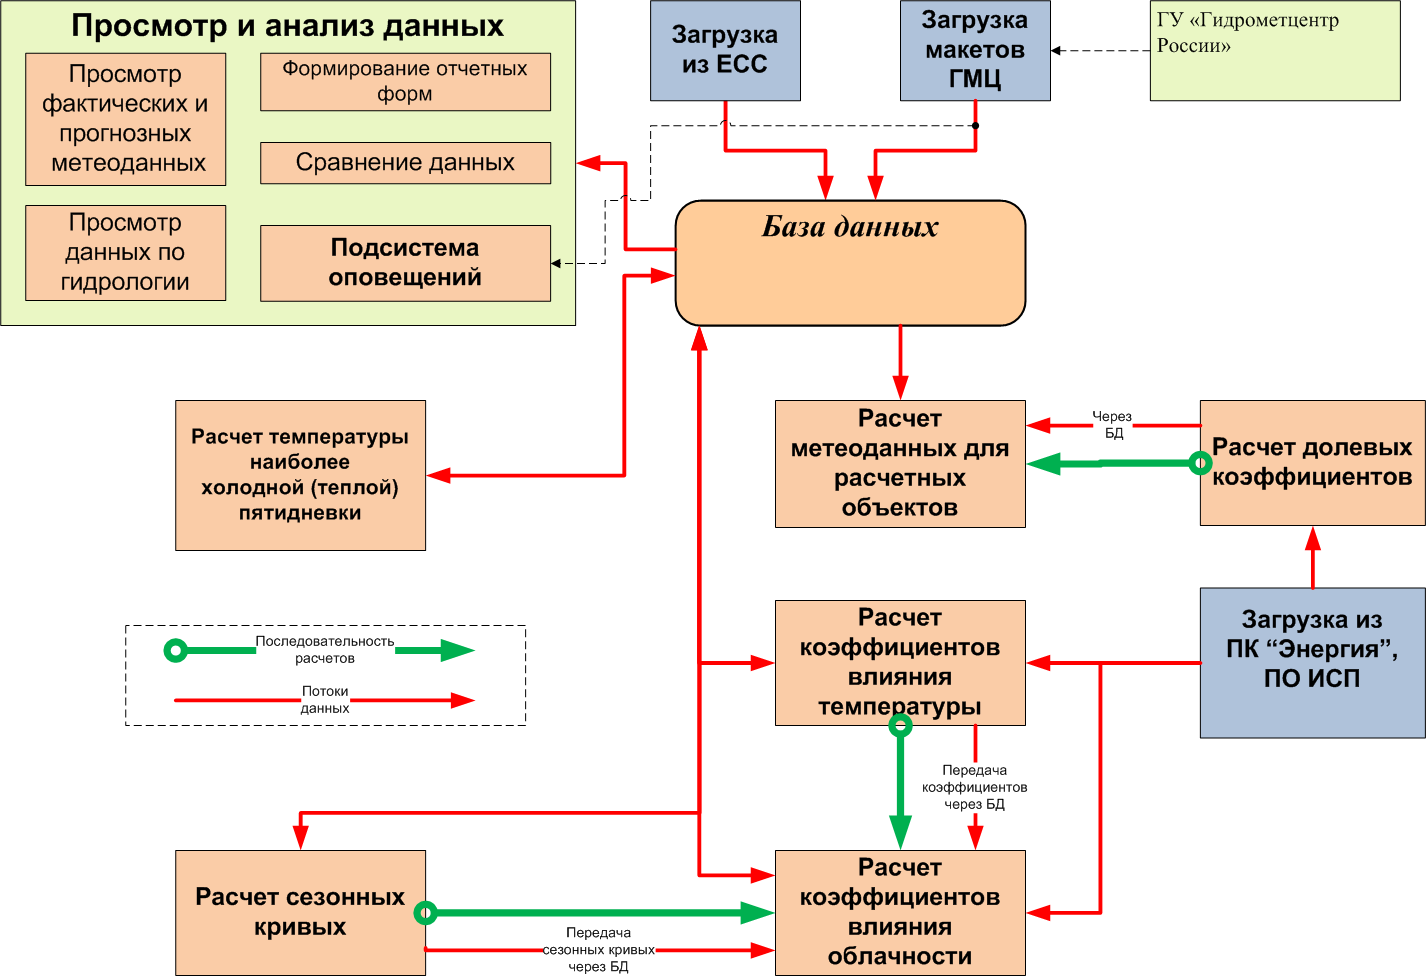 Просмотр и анализ данных
Просмотр
фактических и
прогнозных
метеоданных
Формирование отчетных
форм
Сравнение данных
Просмотр
данных по
гидрологии
Подсистема
оповещений
Загрузка
из ЕСС
Загрузка
макетов
ГМЦ
ГУ «Гидрометцентр
России»
База данных
Расчет температуры
наиболее
холодной (теплой)
пятидневки
Расчет
метеоданных для
расчетных
объектов
Через
БД
Расчет долевых
коэффициентов
Последовательность
расчетов
Потоки
данных
Расчет
коэффициентов
влияния
температуры
Загрузка из
ПК “Энергия”,
ПО ИСП
Передача
коэффициентов
через БД
Расчет сезонных
кривых
Передача
сезонных кривых
через БД
Расчет
коэффициентов
влияния
облачности